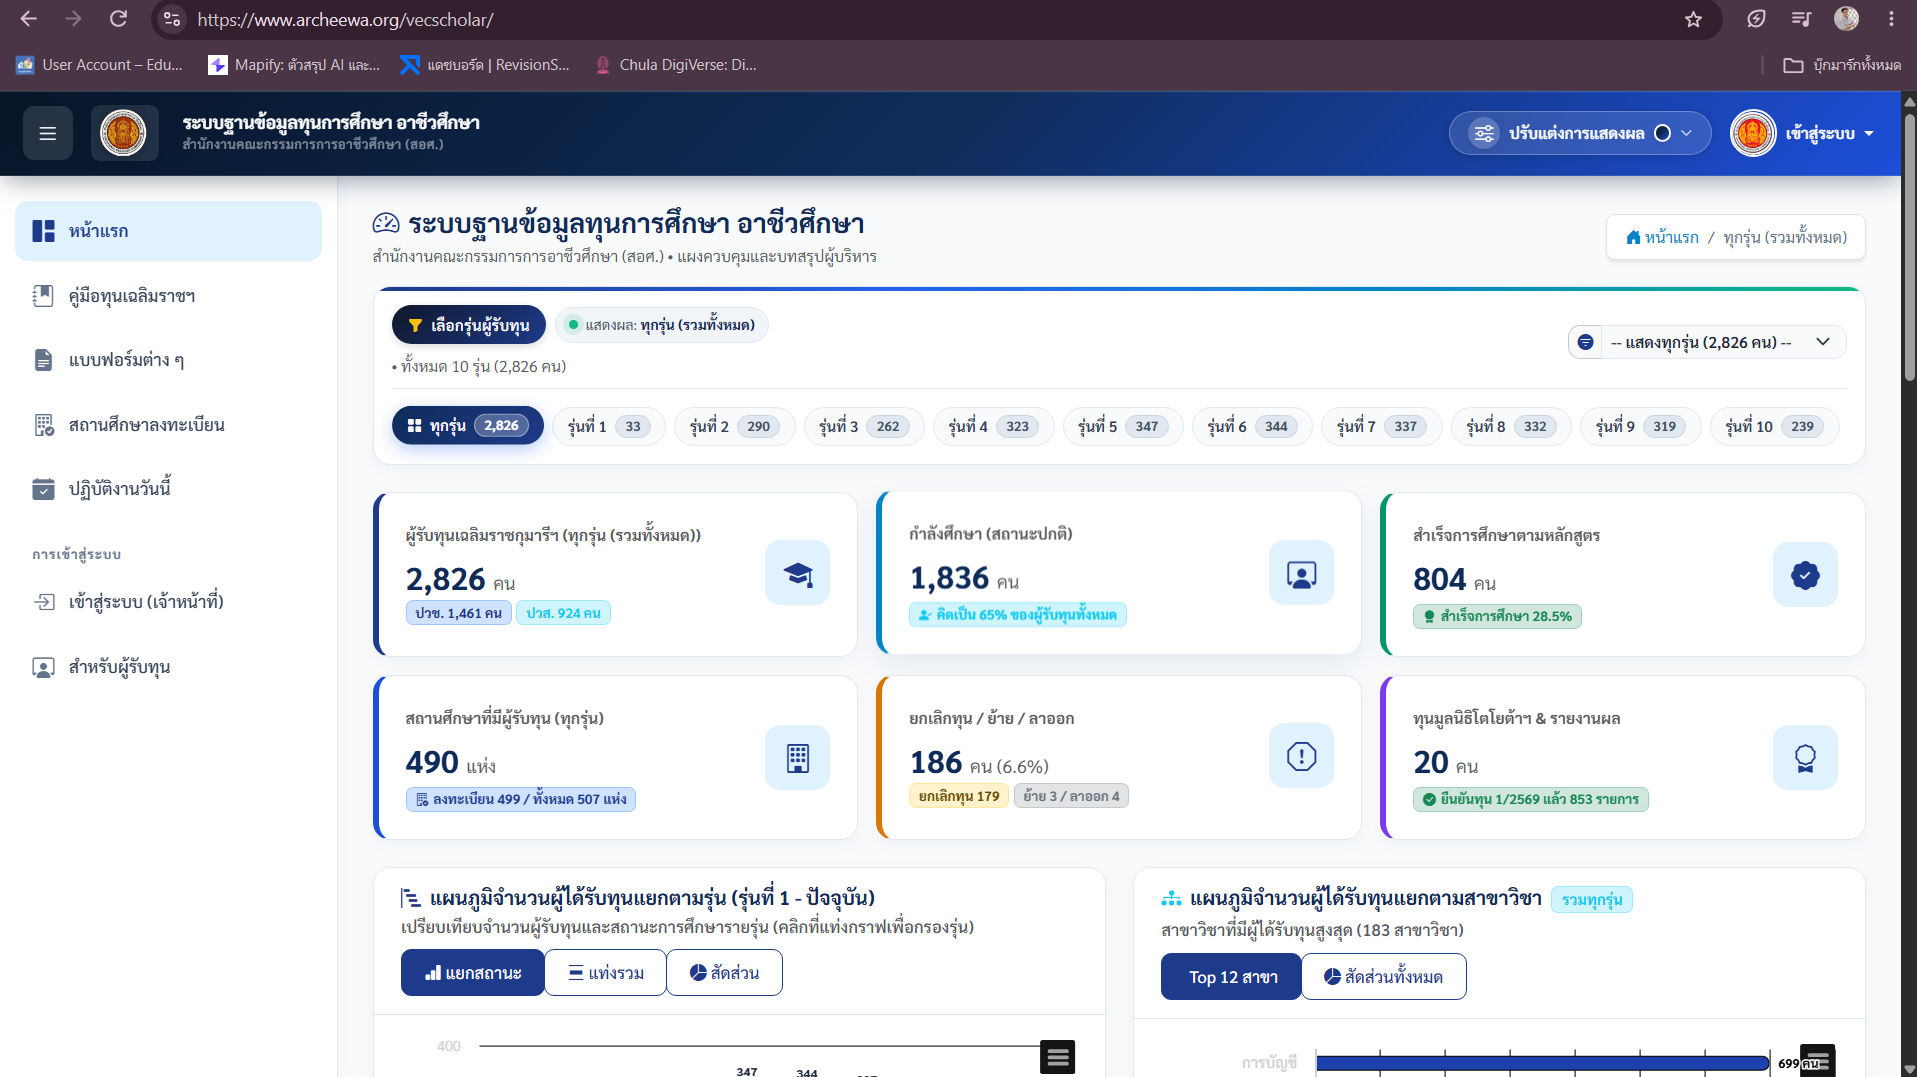 https://www.archeewa.org/vecscholar/
User Account – Edu...
Mapify: ตัวสรุป AI และ...
แดชบอร์ด | RevisionS...
Chula DigiVerse: Di...
บุ๊กมาร์กทั้งหมด
ระบบฐานข้อมูลทุนการศึกษา อาชีวศึกษา
สำนักงานคณะกรรมการการอาชีวศึกษา (สอศ.)
ปรับแต่งการแสดงผล
เข้าสู่ระบบ
หน้าแรก
คู่มือทุนเฉลิมราชฯ
แบบฟอร์มต่าง ๆ
สถานศึกษาลงทะเบียน
ปฏิบัติงานวันนี้
การเข้าสู่ระบบ
เข้าสู่ระบบ (เจ้าหน้าที่)
สำหรับผู้รับทุน
ระบบฐานข้อมูลทุนการศึกษา อาชีวศึกษา
สำนักงานคณะกรรมการการอาชีวศึกษา (สอศ.) • แผงควบคุมและบทสรุปผู้บริหาร
หน้าแรก / ทุกรุ่น (รวมทั้งหมด)
เลือกรุ่นผู้รับทุน
แสดงผล: ทุกรุ่น (รวมทั้งหมด)
• ทั้งหมด 10 รุ่น (2,826 คน)
-- แสดงทุกรุ่น (2,826 คน) --
ทุกรุ่น 2,826
รุ่นที่ 1 33
รุ่นที่ 2 290
รุ่นที่ 3 262
รุ่นที่ 4 323
รุ่นที่ 5 347
รุ่นที่ 6 344
รุ่นที่ 7 337
รุ่นที่ 8 332
รุ่นที่ 9 319
รุ่นที่ 10 239
ผู้รับทุนเฉลิมราชกุมารีฯ (ทุกรุ่น (รวมทั้งหมด))
2,826 คน
ปวช. 1,461 คน
ปวส. 924 คน
กำลังศึกษา (สถานะปกติ)
1,836 คน
คิดเป็น 65% ของผู้รับทุนทั้งหมด
สำเร็จการศึกษาตามหลักสูตร
804 คน
สำเร็จการศึกษา 28.5%
สถานศึกษาที่มีผู้รับทุน (ทุกรุ่น)
490 แห่ง
ลงทะเบียน 499 / ทั้งหมด 507 แห่ง
ยกเลิกทุน / ย้าย / ลาออก
186 คน (6.6%)
ยกเลิกทุน 179
ย้าย 3 / ลาออก 4
ทุนมูลนิธิโตโยต้าฯ & รายงานผล
20 คน
ยืนยันทุน 1/2569 แล้ว 853 รายการ
แผนภูมิจำนวนผู้ได้รับทุนแยกตามรุ่น (รุ่นที่ 1 - ปัจจุบัน)
เปรียบเทียบจำนวนผู้รับทุนและสถานะการศึกษารายรุ่น (คลิกที่แท่งกราฟเพื่อกรองรุ่น)
แยกสถานะ
แท่งรวม
สัดส่วน
400
347
344
แผนภูมิจำนวนผู้ได้รับทุนแยกตามสาขาวิชา
รวมทุกรุ่น
สาขาวิชาที่มีผู้ได้รับทุนสูงสุด (183 สาขาวิชา)
Top 12 สาขา
สัดส่วนทั้งหมด
การบัญชี
699 คน